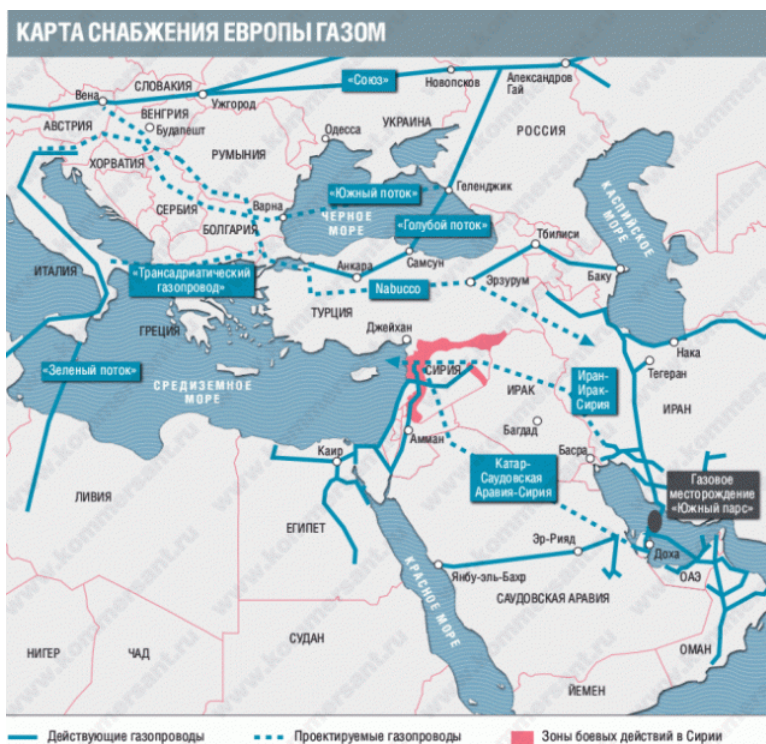 КАРТА СНАБЖЕНИЯ ЕВРОПЫ ГАЗОМ
«Союз»
Новопсков
Александров
Гай
СЛОВАКИЯ
Вена
Ужгород
АВСТРИЯ
ВЕНГРИЯ
Будапешт
Одесса
УКРАИНА
РОССИЯ
ХОРВАТИЯ
РУМЫНИЯ
«Южный поток»
Геленджик
СЕРБИЯ
Варна
ЧЕРНОЕ
МОРЕ
«Голубой поток»
БОЛГАРИЯ
КАСПИЙСКОЕ
МОРЕ
Тбилиси
ИТАЛИЯ
«Трансадриатический
газопровод»
Анкара
Самсун
Баку
Nabucco
Эрзурум
ТУРЦИЯ
ГРЕЦИЯ
Джейхан
Нака
Тегеран
«Зеленый поток»
СРЕДИЗЕМНОЕ
МОРЕ
СИРИЯ
ИРАК
Иран-
Ирак-
Сирия
ИРАН
Багдад
Амман
Басра
Каир
Катар-
Саудовская
Аравия-Сирия
Газовое
месторождение
«Южный парс»
ЛИВИЯ
ЕГИПЕТ
Эр-Рияд
Доха
ОАЭ
Янбу-эль-Бахр
САУДОВСКАЯ АРАВИЯ
КРАСНОЕ МОРЕ
НИГЕР
ЧАД
СУДАН
ОМАН
ЙЕМЕН
Действующие газопроводы
Проектируемые газопроводы
Зоны боевых действий в Сирии
www.kommersant.ru